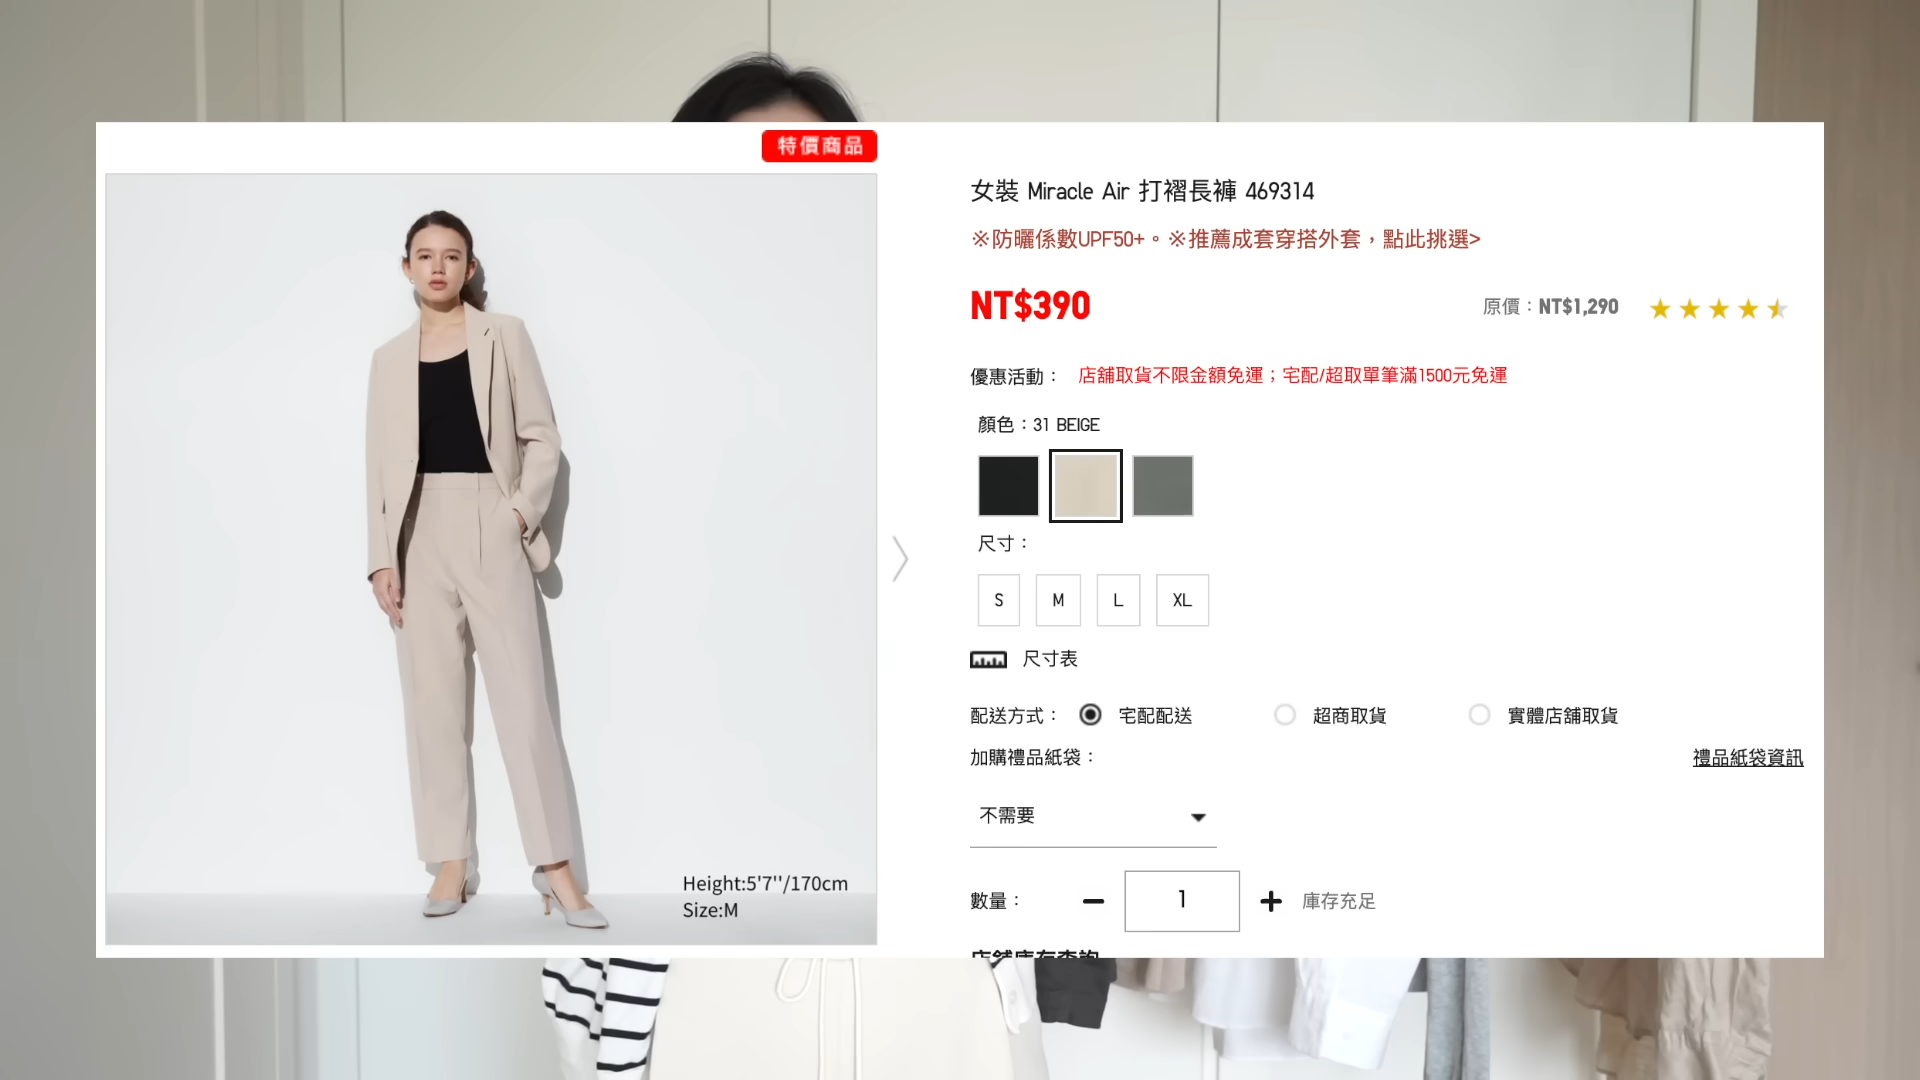 特價商品
Height:5'7''/170cm
Size:M
女裝 Miracle Air 打褶長褲 469314
※防曬係數UPF50+。※推薦成套穿搭外套，點此挑選>
NT$390
原價：NT$1,290
優惠活動： 店舖取貨不限金額免運；宅配/超取單筆滿1500元免運
顏色：31 BEIGE
尺寸：
S M L XL
尺寸表
配送方式： 宅配配送 超商取貨 實體店舖取貨
加購禮品紙袋：
禮品紙袋資訊
不需要
數量： 1 庫存充足
店舖庫存查詢